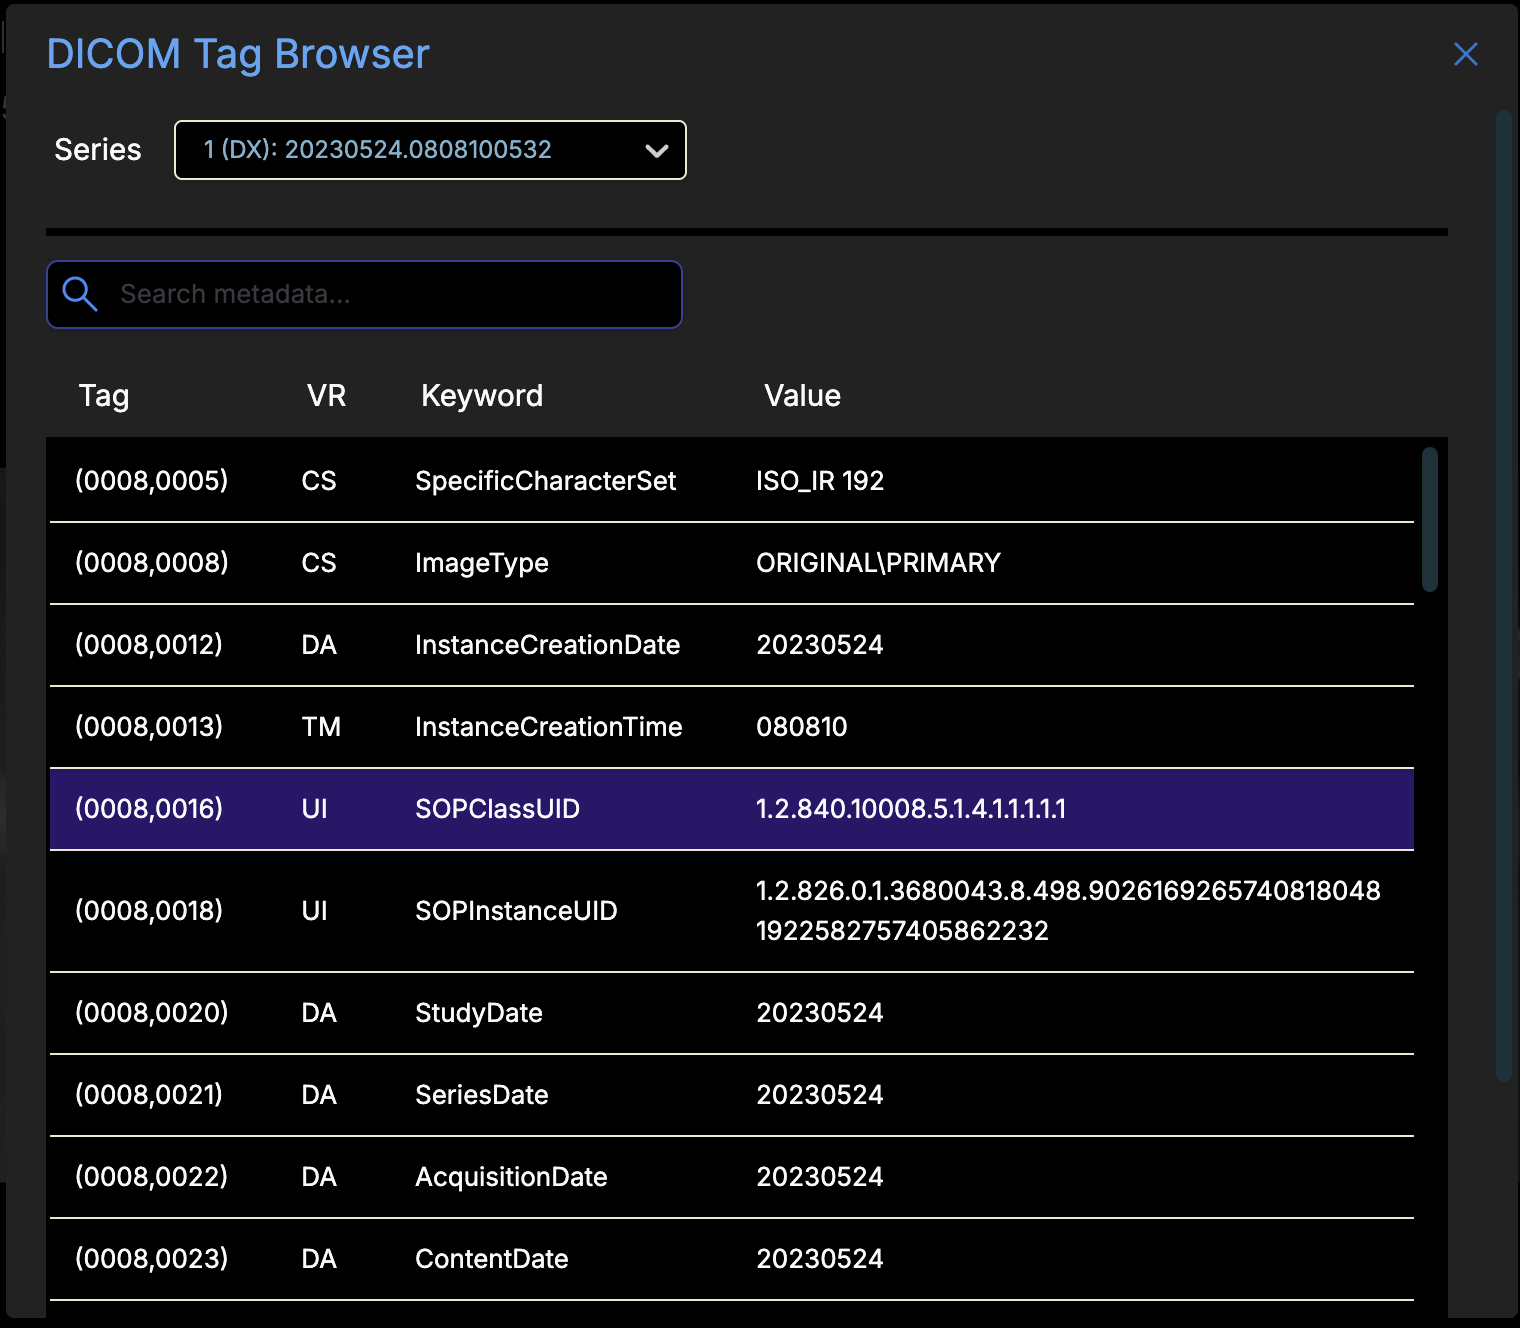 DICOM Tag Browser
Series
1 (DX): 20230524.0808100532
Search metadata...
Tag VR Keyword Value
(0008,0005) CS SpecificCharacterSet ISO_IR 192
(0008,0008) CS ImageType ORIGINAL\PRIMARY
(0008,0012) DA InstanceCreationDate 20230524
(0008,0013) TM InstanceCreationTime 080810
(0008,0016) UI SOPClassUID 1.2.840.10008.5.1.4.1.1.1.1.1
(0008,0018) UI SOPInstanceUID 1.2.826.0.1.3680043.8.498.9026169265740818048
1922582757405862232
(0008,0020) DA StudyDate 20230524
(0008,0021) DA SeriesDate 20230524
(0008,0022) DA AcquisitionDate 20230524
(0008,0023) DA ContentDate 20230524